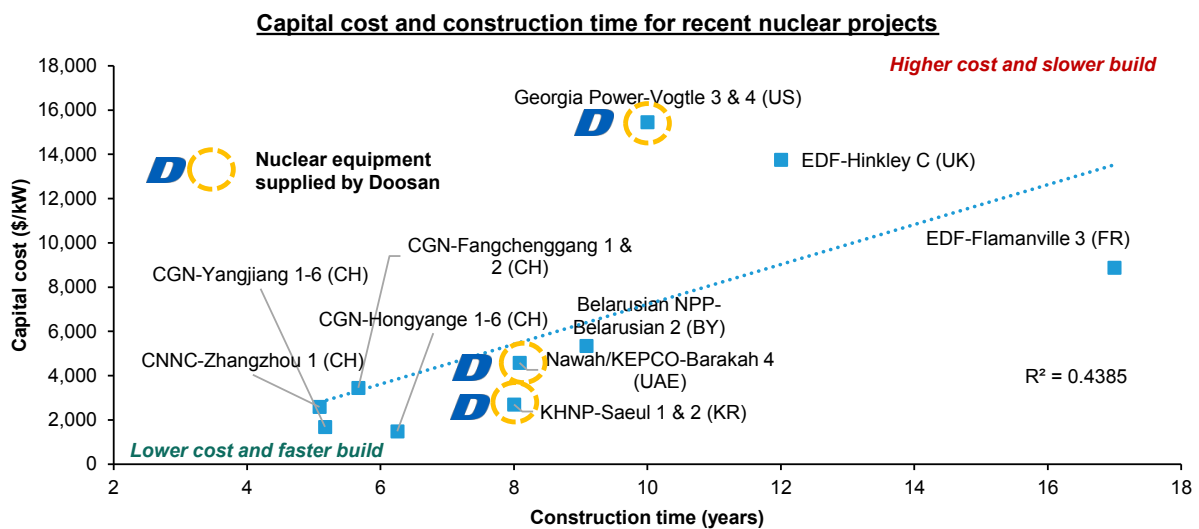 Capital cost and construction time for recent nuclear projects
18,000
16,000
14,000
12,000
10,000
8,000
6,000
4,000
2,000
0
Capital cost ($/kW)
Higher cost and slower build
Georgia Power-Vogtle 3 & 4 (US)
D
D
Nuclear equipment
supplied by Doosan
EDF-Hinkley C (UK)
CGN-Fangchenggang 1 &
2 (CH)
EDF-Flamanville 3 (FR)
CGN-Yangjiang 1-6 (CH)
CGN-Hongyange 1-6 (CH)
Belarusian NPP-
Belarusian 2 (BY)
CNNC-Zhangzhou 1 (CH)
D
Nawah/KEPCO-Barakah 4
(UAE)
R² = 0.4385
D
KHNP-Saeul 1 & 2 (KR)
Lower cost and faster build
2 4 6 8 10 12 14 16 18
Construction time (years)